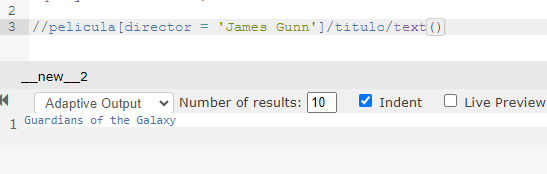 2
3 //pelicula[director = 'James Gunn']/titulo/text()
__new__2
Adaptive Output Number of results: 10 Indent Live Preview
1 Guardians of the Galaxy